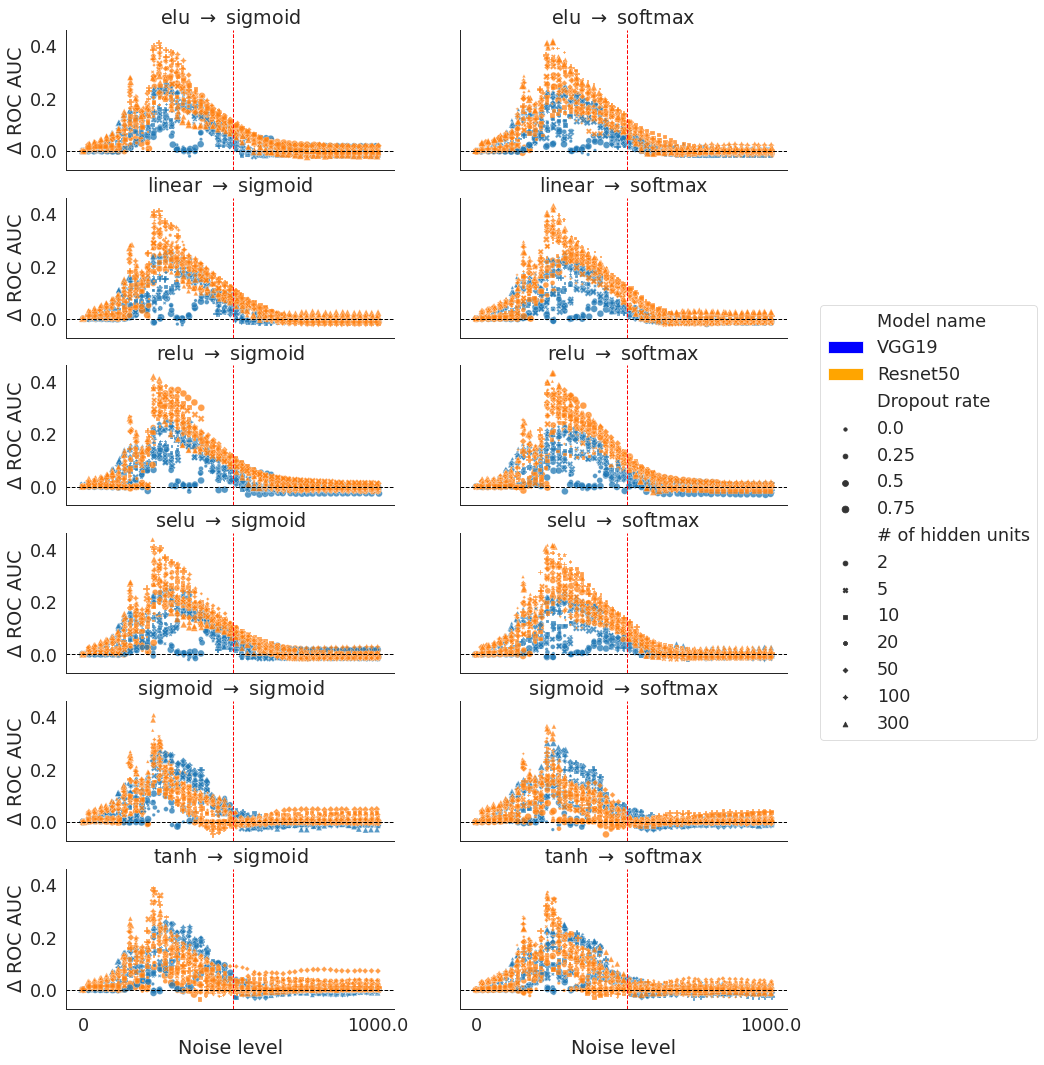 elu → sigmoid
elu → softmax
Δ ROC AUC
0.4
0.2
0.0
linear → sigmoid
linear → softmax
Δ ROC AUC
0.4
0.2
0.0
relu → sigmoid
relu → softmax
Δ ROC AUC
0.4
0.2
0.0
selu → sigmoid
selu → softmax
Δ ROC AUC
0.4
0.2
0.0
sigmoid → sigmoid
sigmoid → softmax
Δ ROC AUC
0.4
0.2
0.0
tanh → sigmoid
tanh → softmax
Δ ROC AUC
0.4
0.2
0.0
0
1000.0
0
1000.0
Noise level
Noise level
Model name
VGG19
Resnet50
Dropout rate
0.0
0.25
0.5
0.75
# of hidden units
2
5
10
20
50
100
300